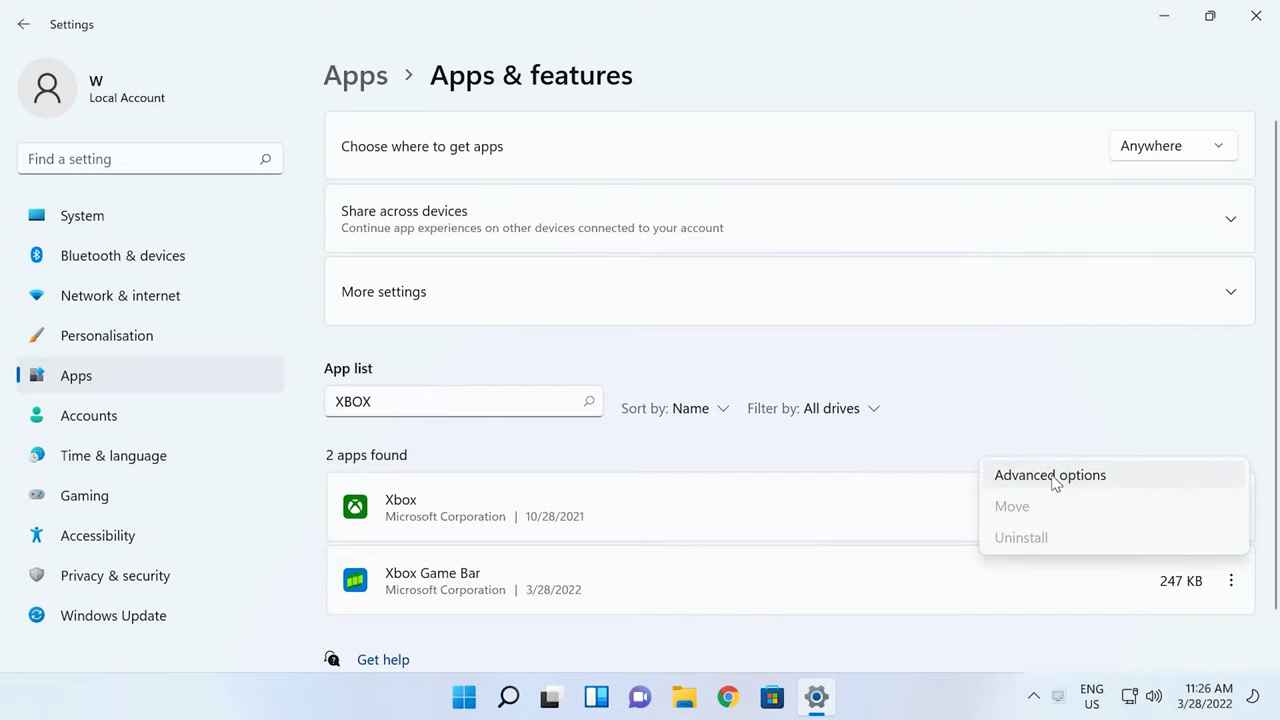 Settings
W
Local Account
Find a setting
System
Bluetooth & devices
Network & internet
Personalisation
Apps
Accounts
Time & language
Gaming
Accessibility
Privacy & security
Windows Update
Apps > Apps & features
Choose where to get apps
Anywhere
Share across devices
Continue app experiences on other devices connected to your account
More settings
App list
XBOX
Sort by: Name
Filter by: All drives
2 apps found
Xbox
Microsoft Corporation | 10/28/2021
Advanced options
Move
Uninstall
Xbox Game Bar
Microsoft Corporation | 3/28/2022
247 KB
Get help
ENG
US
11:26 AM
3/28/2022